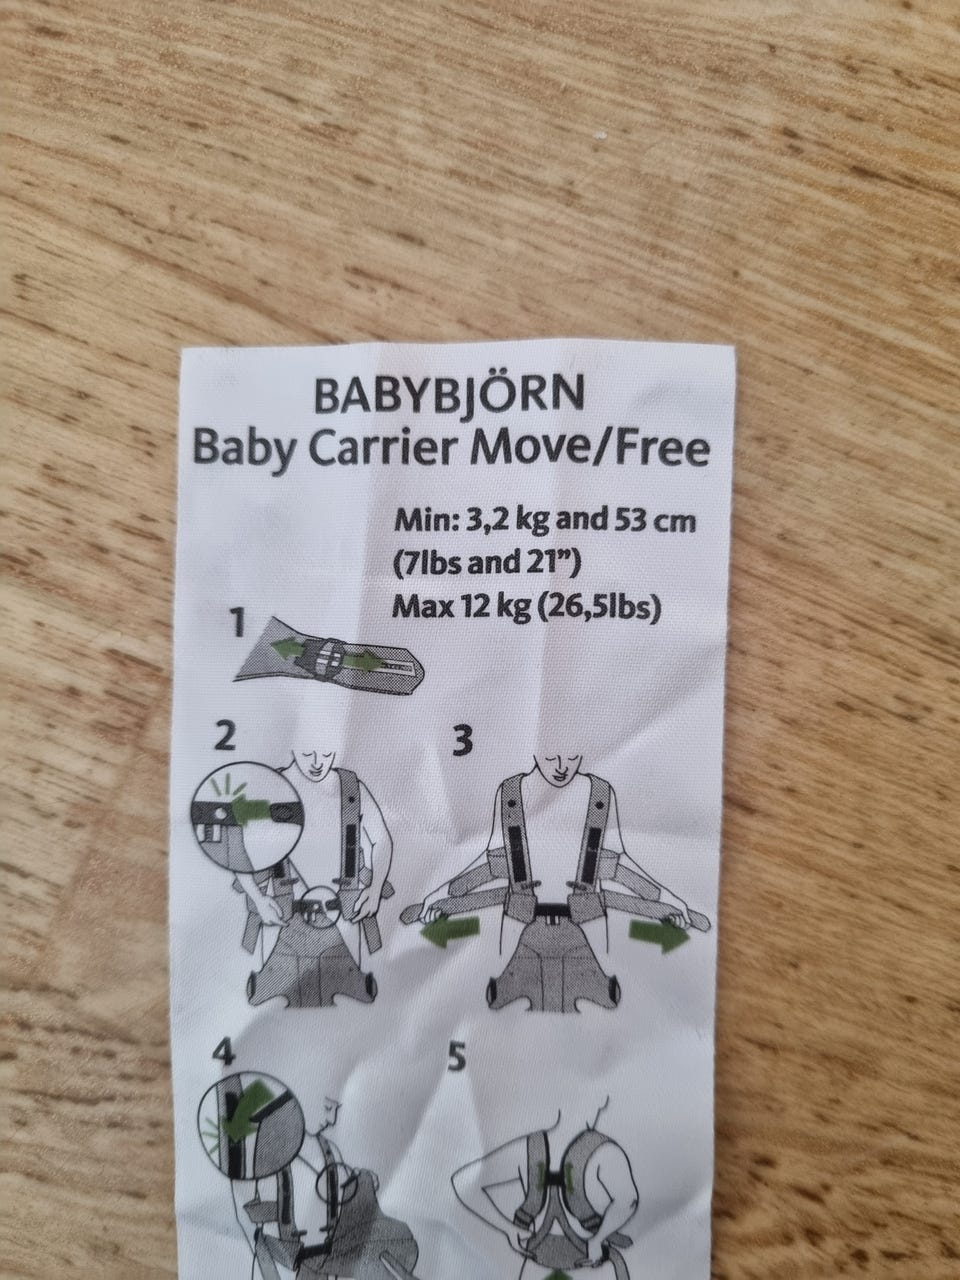 BABYBJÖRN
Baby Carrier Move/Free
Min: 3,2 kg and 53 cm
(7lbs and 21”)
Max 12 kg (26,5lbs)
1
2
3
4
5